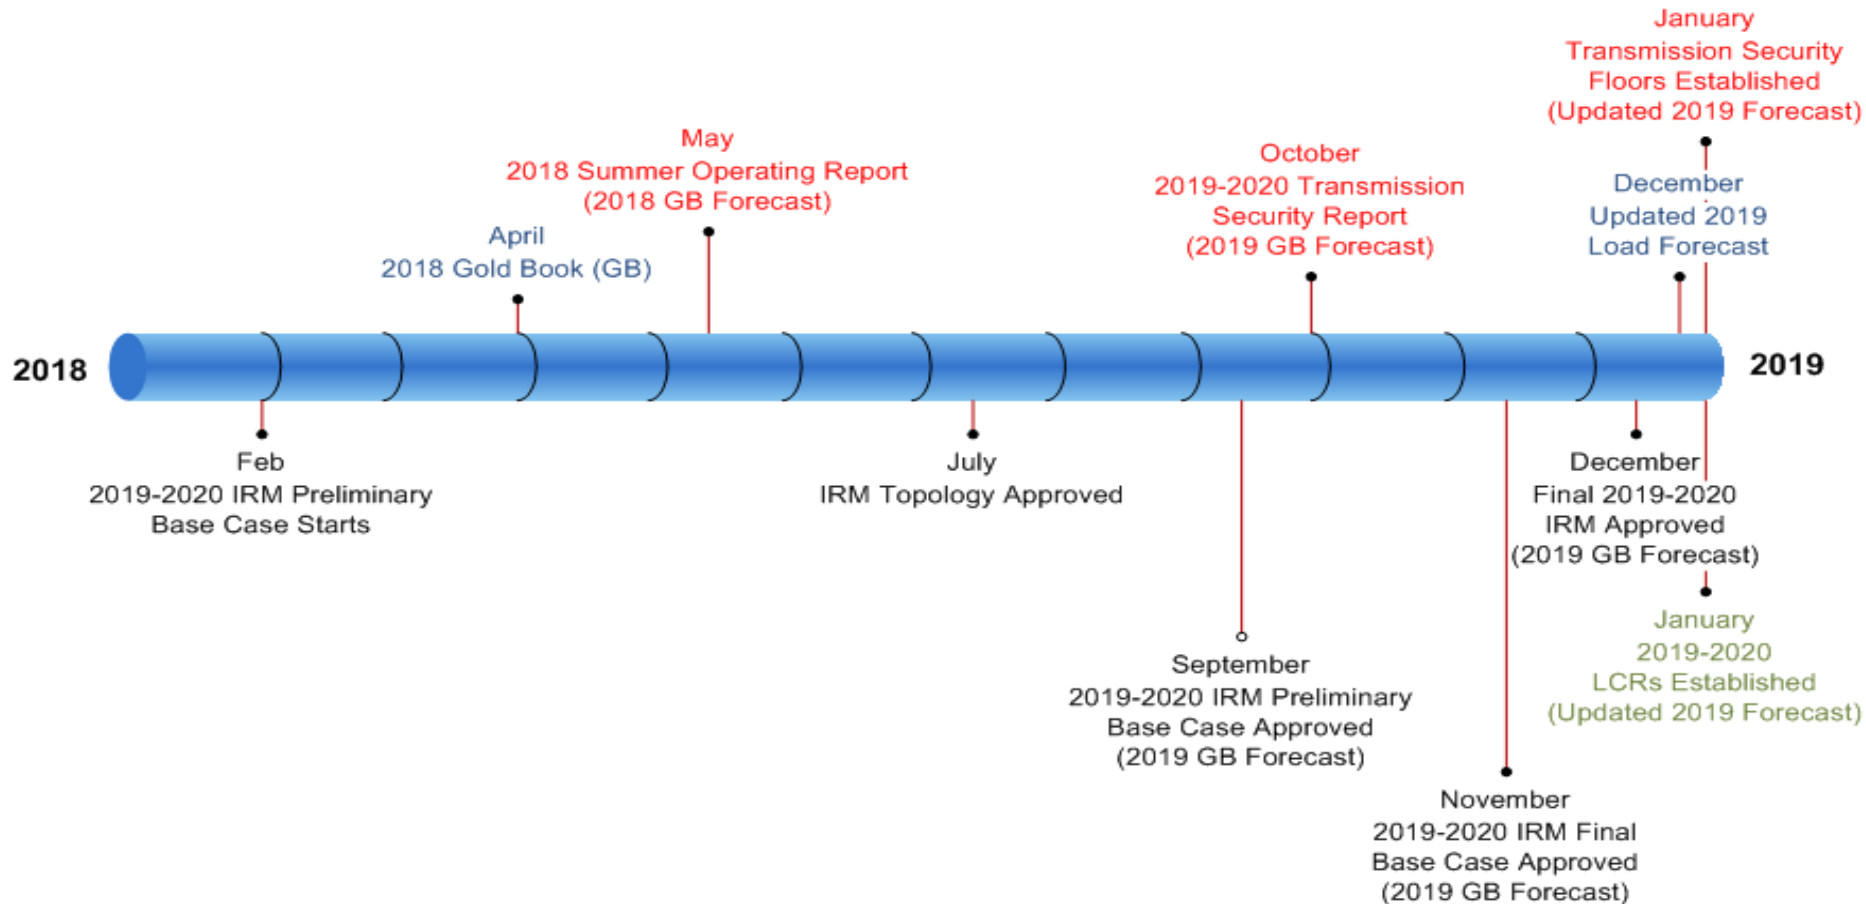 January
Transmission Security
Floors Established
(Updated 2019 Forecast)
May
2018 Summer Operating Report
(2018 GB Forecast)
October
2019-2020 Transmission
Security Report
(2019 GB Forecast)
December
Updated 2019
Load Forecast
April
2018 Gold Book (GB)
2018
2019
Feb
2019-2020 IRM Preliminary
Base Case Starts
July
IRM Topology Approved
December
Final 2019-2020
IRM Approved
(2019 GB Forecast)
January
2019-2020
LCRs Established
(Updated 2019 Forecast)
September
2019-2020 IRM Preliminary
Base Case Approved
(2019 GB Forecast)
November
2019-2020 IRM Final
Base Case Approved
(2019 GB Forecast)